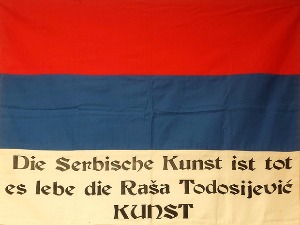 Die Serbische Kunst ist tot
es lebe die Raša Todosijević
KUNST